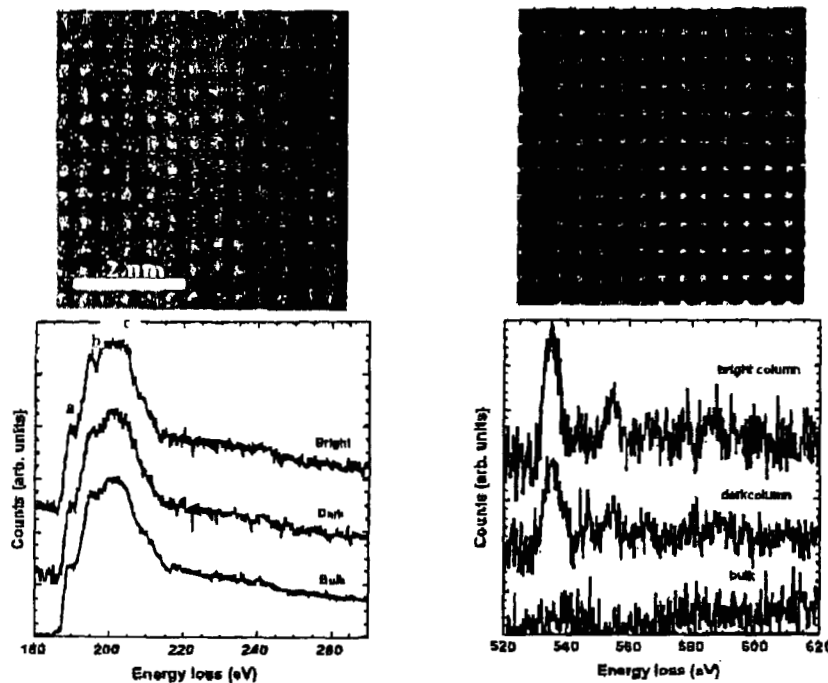 2 nm
c
b
a
Bright
Dark
Bulk
Counts (arb. units)
180 200 220 240 260
Energy loss (eV)
bright column
darkcolumn
bulk
Counts (arb. units)
520 540 560 580 600 620
Energy loss (eV)